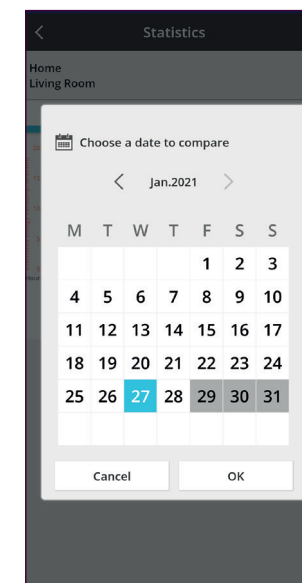 Statistics
Home
Living Room
Choose a date to compare
Jan.2021
M T W T F S S
1 2 3
4 5 6 7 8 9 10
11 12 13 14 15 16 17
18 19 20 21 22 23 24
25 26 27 28 29 30 31
Cancel OK